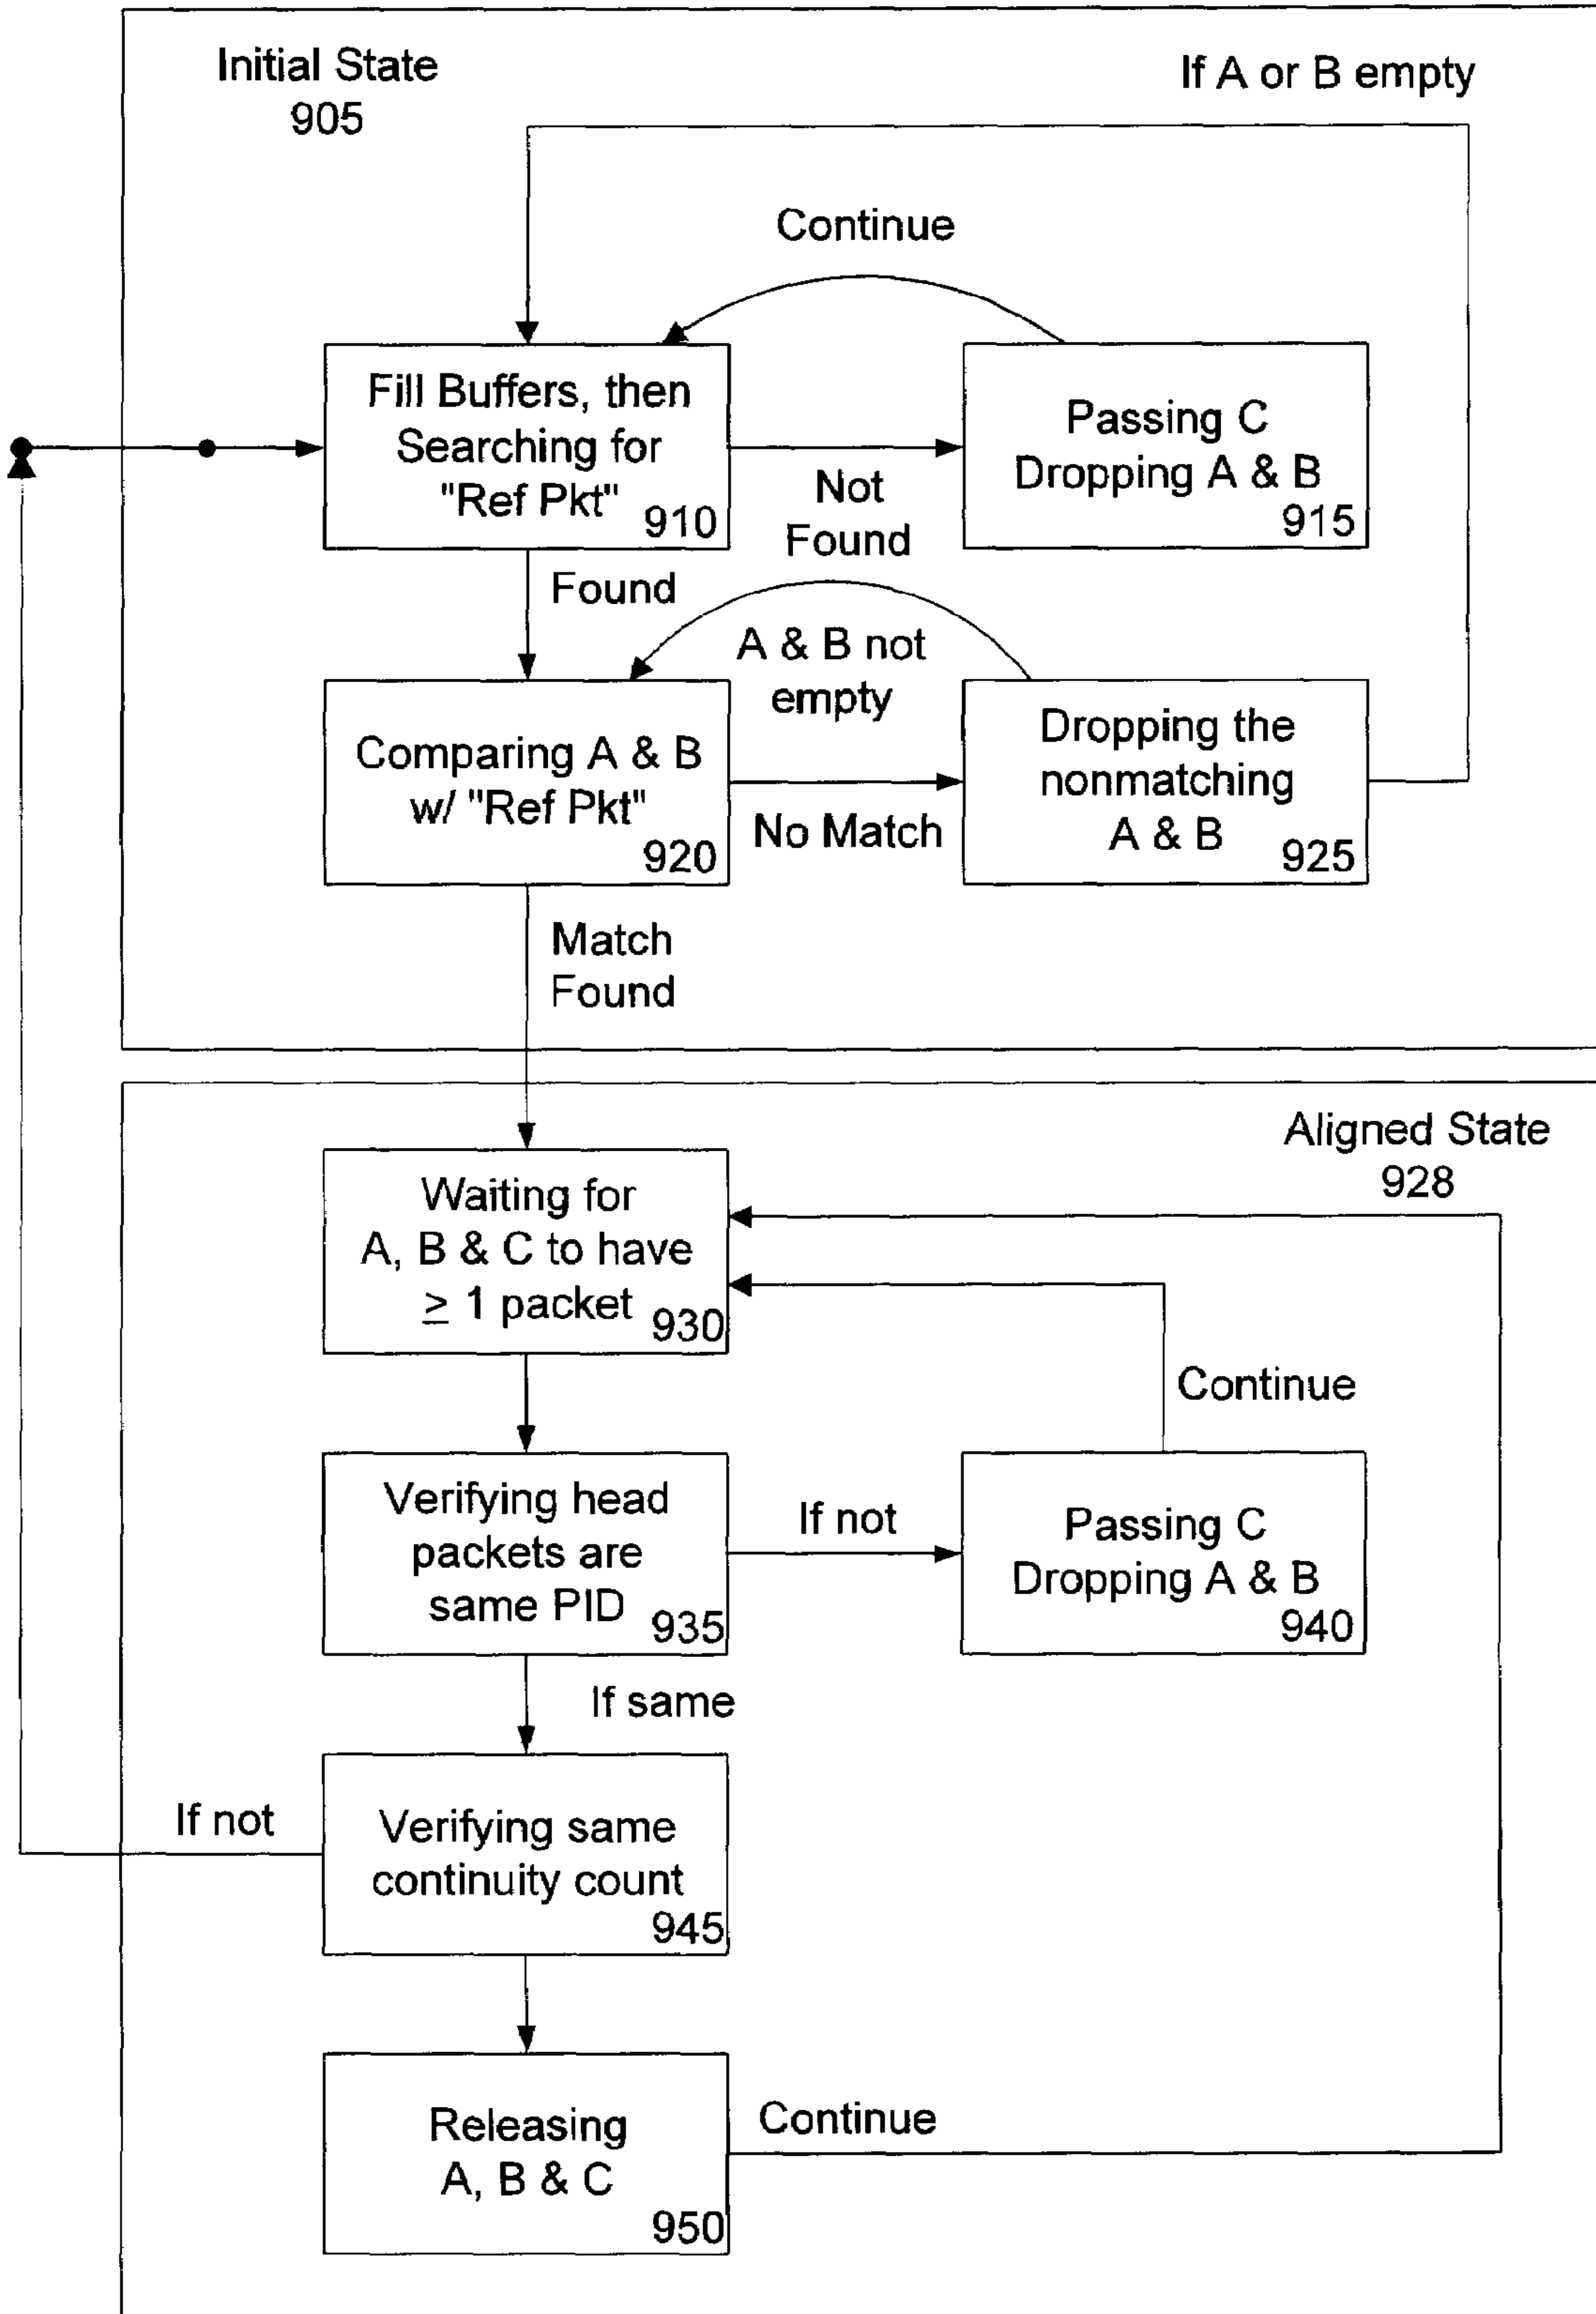 Initial State
905
If A or B empty
Continue
Fill Buffers, then
Searching for
"Ref Pkt"
910
Not
Found
Passing C
Dropping A & B
915
Found
A & B not
empty
Comparing A & B
w/ "Ref Pkt"
920
No Match
Dropping the
nonmatching
A & B
925
Match
Found
Aligned State
928
Waiting for
A, B & C to have
≥ 1 packet
930
Continue
Verifying head
packets are
same PID
935
If not
Passing C
Dropping A & B
940
If same
If not
Verifying same
continuity count
945
Releasing
A, B & C
950
Continue